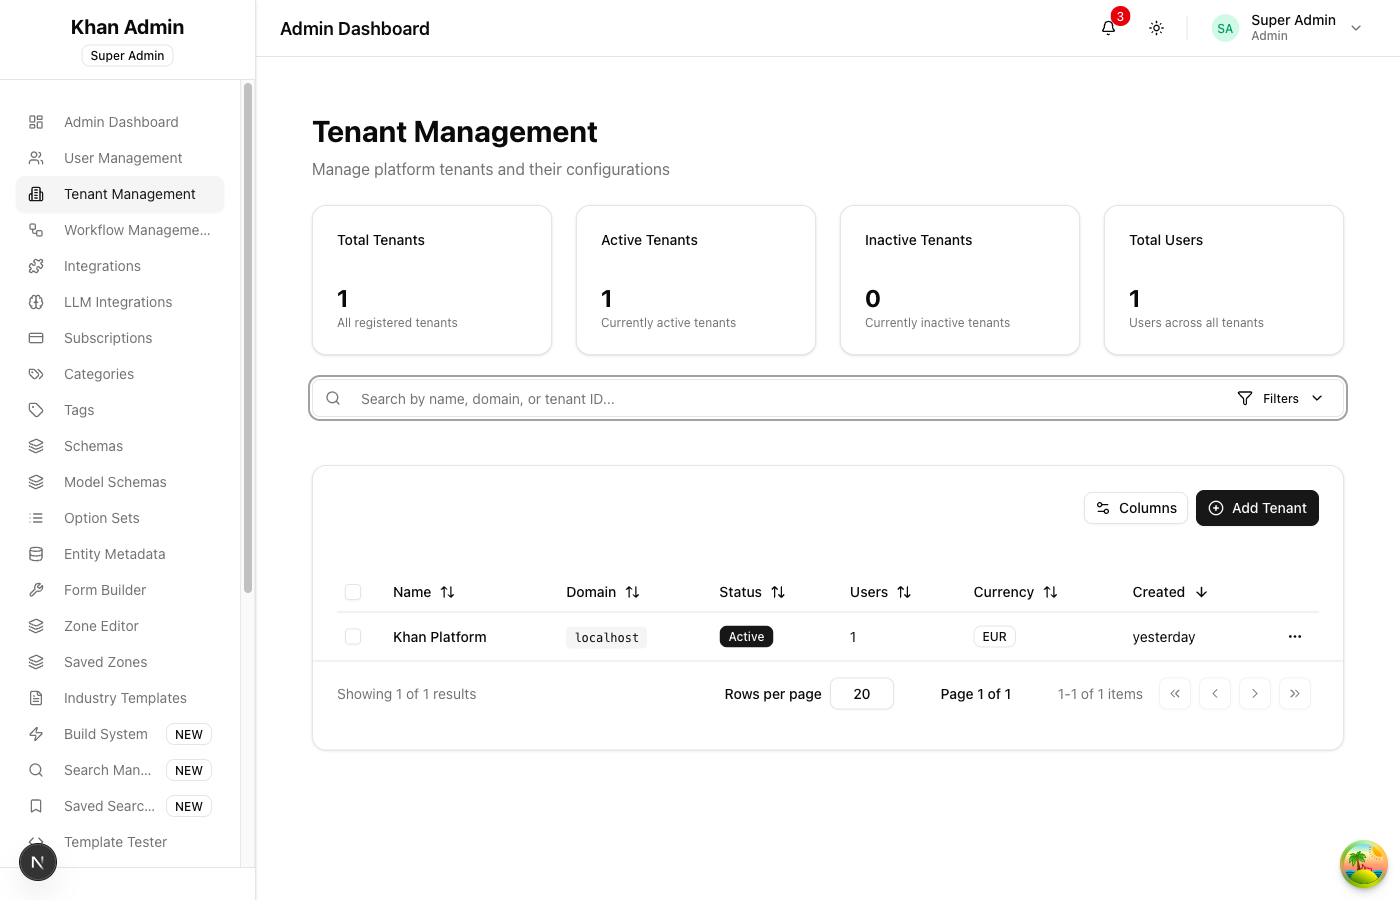 Khan Admin
Super Admin
Admin Dashboard
User Management
Tenant Management
Workflow Manageme...
Integrations
LLM Integrations
Subscriptions
Categories
Tags
Schemas
Model Schemas
Option Sets
Entity Metadata
Form Builder
Zone Editor
Saved Zones
Industry Templates
Build System NEW
Search Man... NEW
Saved Searc... NEW
Template Tester
N
Admin Dashboard
3
SA
Super Admin
Admin
Tenant Management
Manage platform tenants and their configurations
Total Tenants
1
All registered tenants
Active Tenants
1
Currently active tenants
Inactive Tenants
0
Currently inactive tenants
Total Users
1
Users across all tenants
Search by name, domain, or tenant ID... Filters
Columns Add Tenant
Name Domain Status Users Currency Created
Khan Platform localhost Active 1 EUR yesterday
Showing 1 of 1 results Rows per page 20 Page 1 of 1 1-1 of 1 items